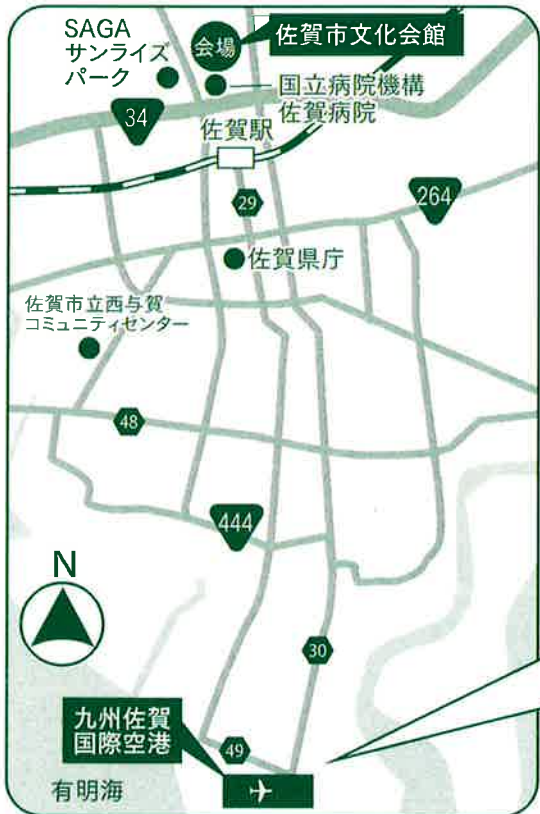 SAGA
サンライズ
パーク
会場
佐賀市文化会館
国立病院機構
佐賀病院
34
佐賀駅
29
264
佐賀県庁
佐賀市立西与賀
コミュニティセンター
48
444
N
30
九州佐賀
国際空港
49
有明海